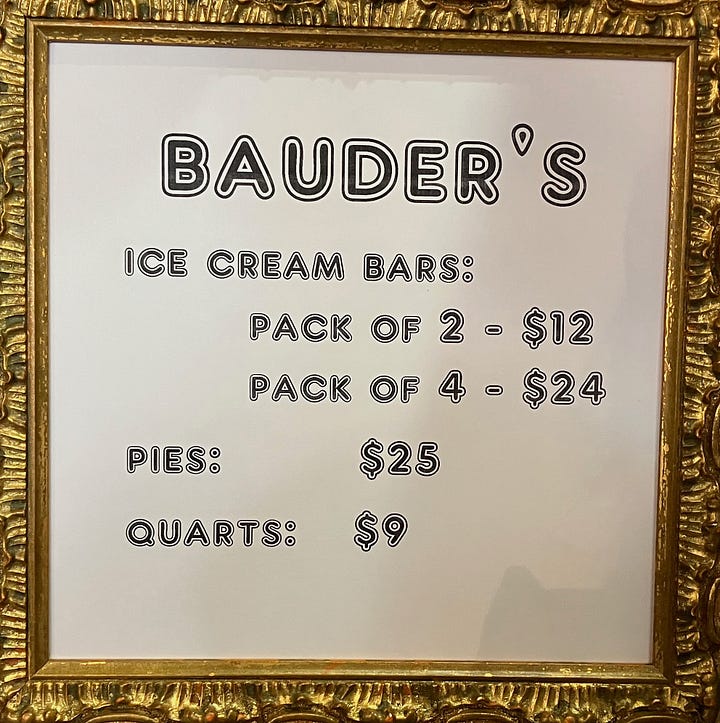 BAUDER'S
ICE CREAM BARS:
PACK OF 2 - $12
PACK OF 4 - $24
PIES: $25
QUARTS: $9